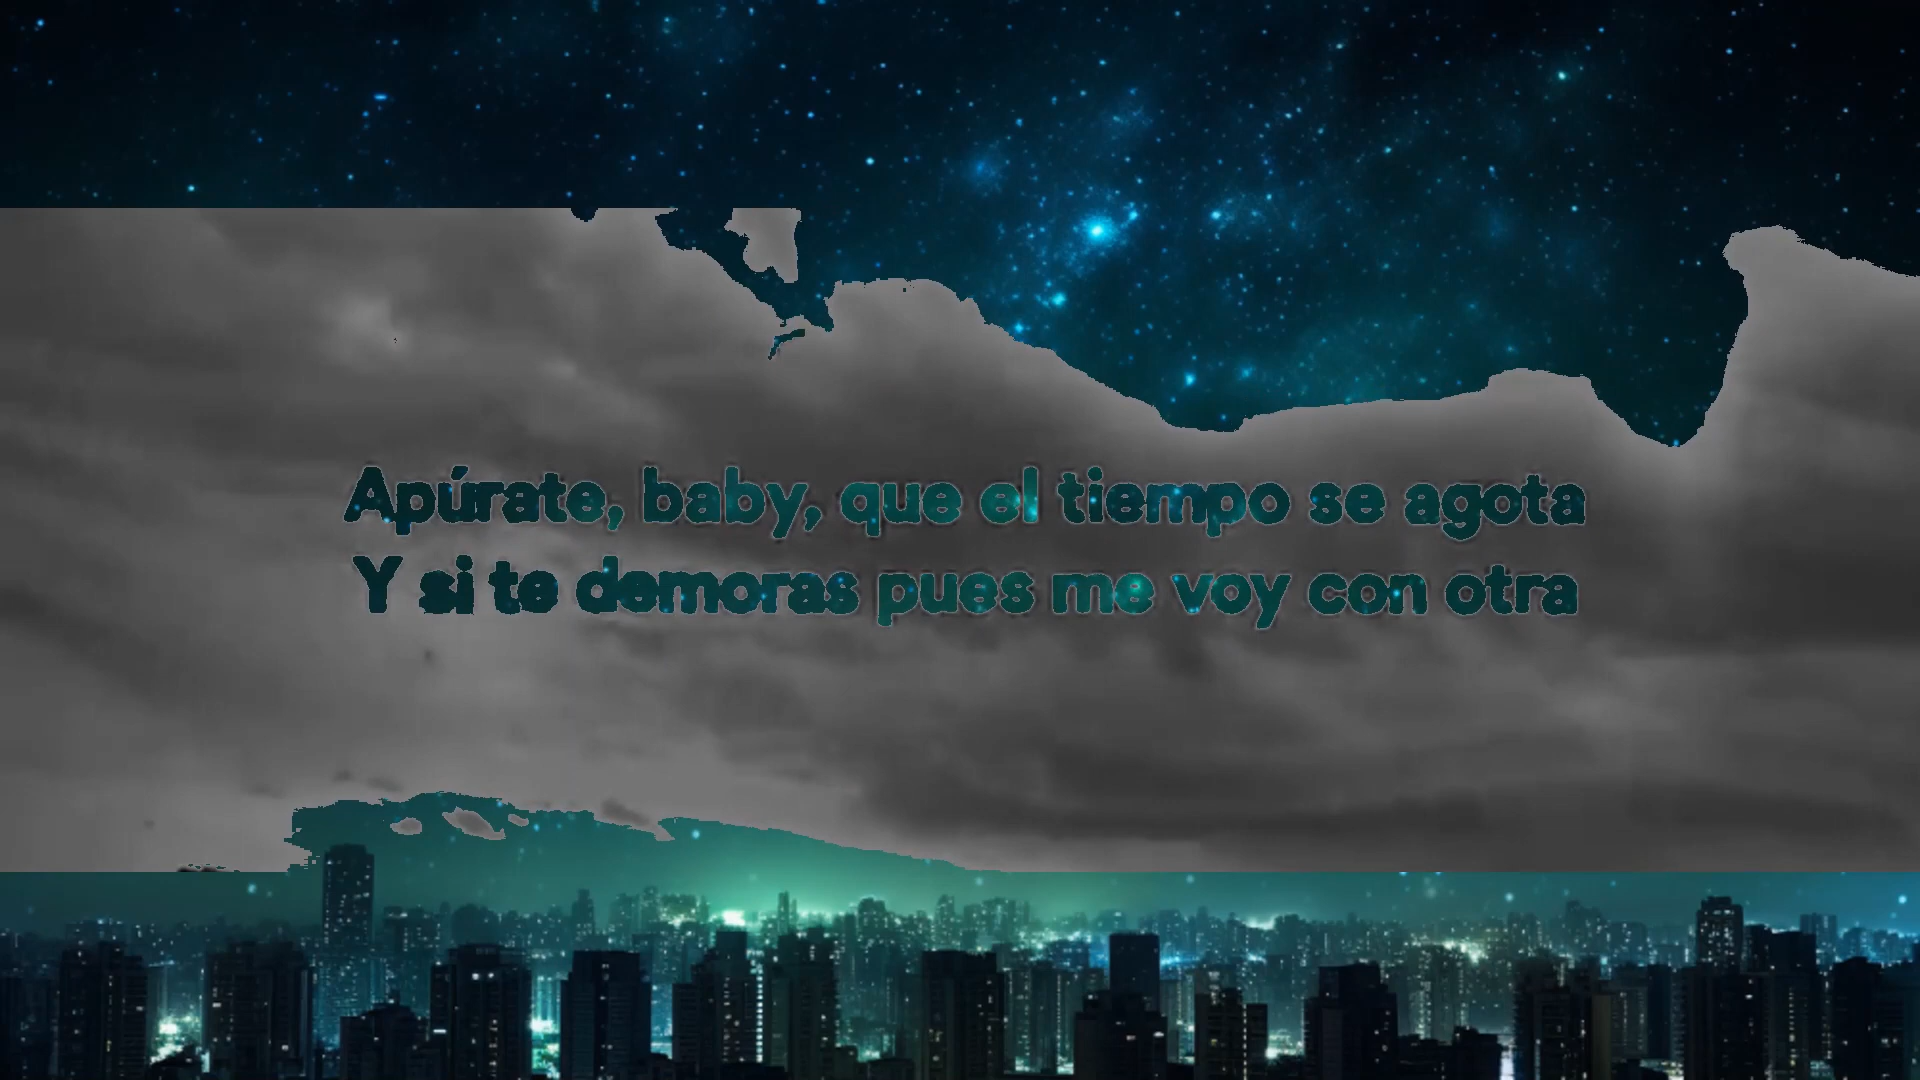 Apúrate, baby, que el tiempo se agota
Y si te demoras pues me voy con otra